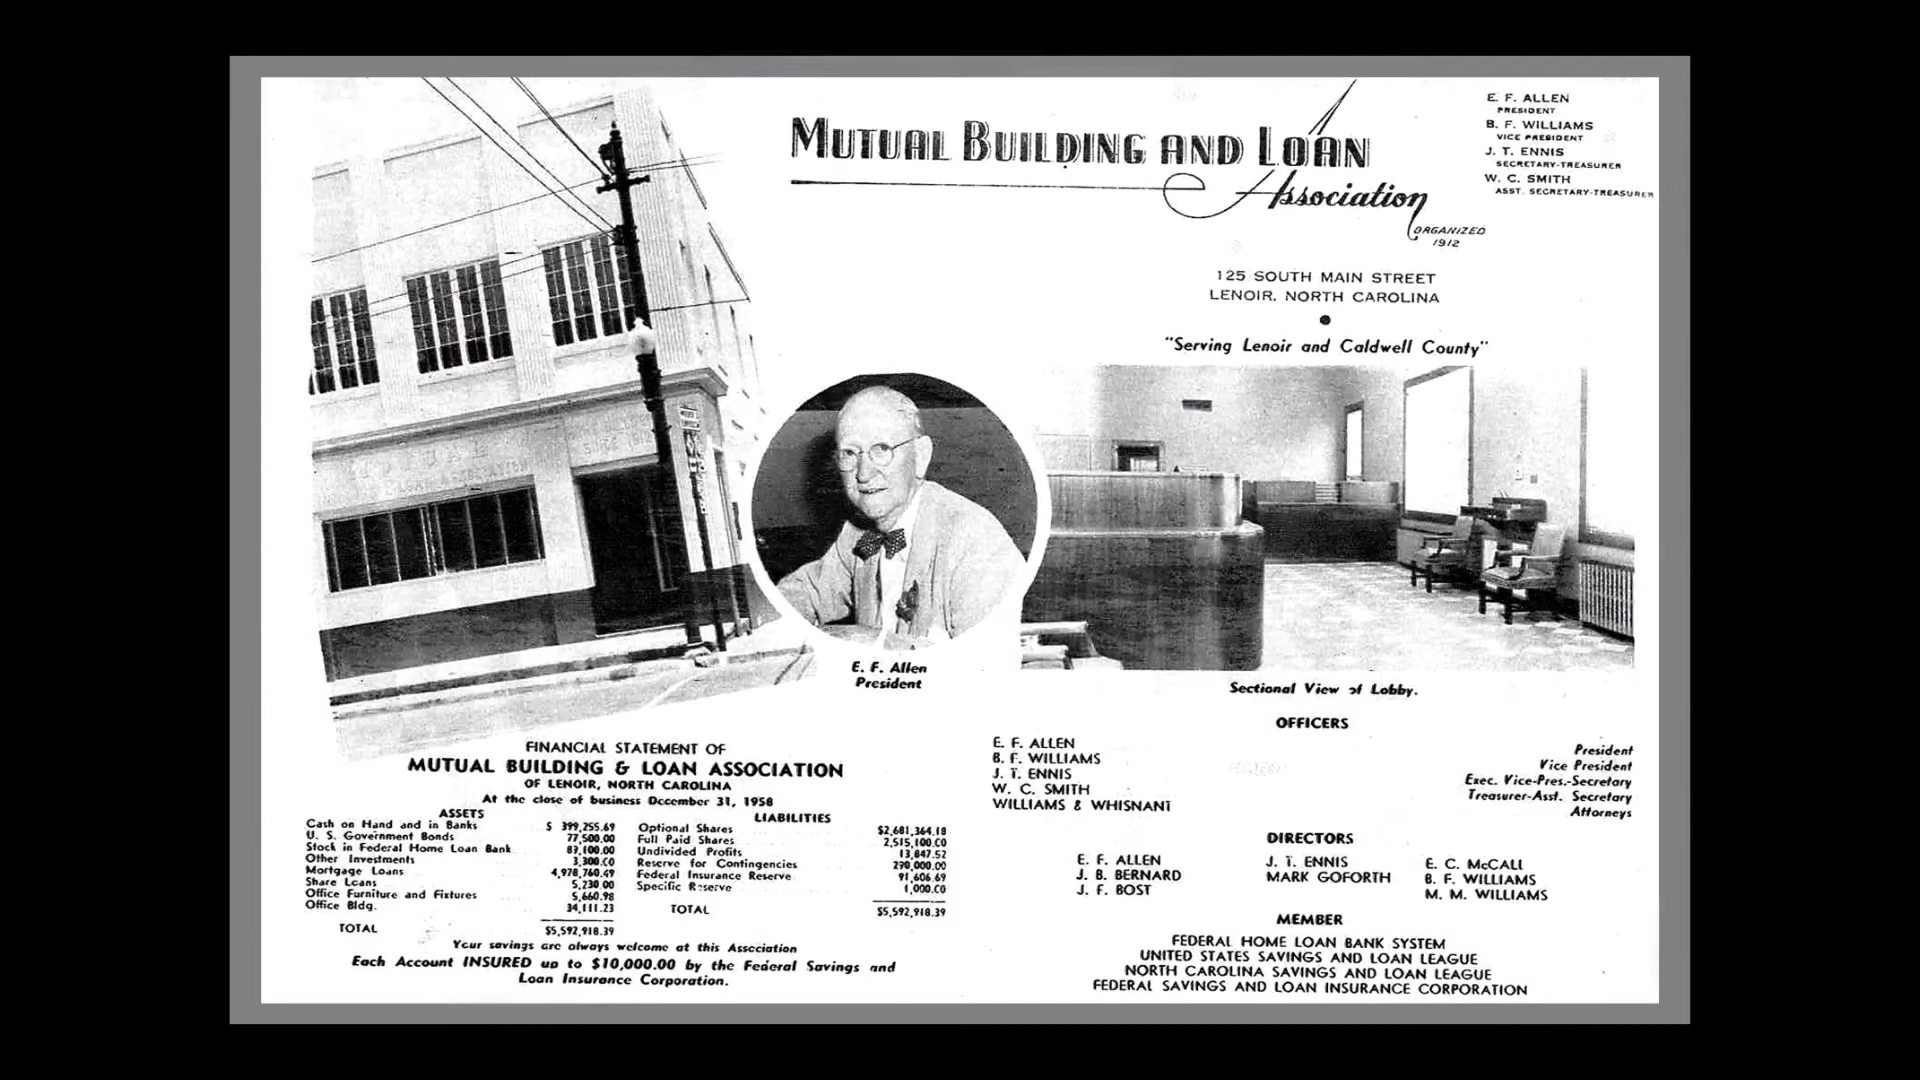 MUTUAL BUILDING AND LOAN
Association
ORGANIZED
1912
E. F. ALLEN
PRESIDENT
B. F. WILLIAMS
VICE PRESIDENT
J. T. ENNIS
SECRETARY-TREASURER
W. C. SMITH
ASST. SECRETARY-TREASURER
125 SOUTH MAIN STREET
LENOIR, NORTH CAROLINA
"Serving Lenoir and Caldwell County"
MUTUAL
LOAN ASSOCIATION
E. F. Allen
President
Sectional View of Lobby.
FINANCIAL STATEMENT OF
MUTUAL BUILDING & LOAN ASSOCIATION
OF LENOIR, NORTH CAROLINA
At the close of business December 31, 1958
ASSETS
Cash on Hand and in Banks $ 399,255.69
U. S. Government Bonds 77,500.00
Stock in Federal Home Loan Bank
Other Investments 3,300.00
Mortgage Loans 4,978,760.49
Share Loans 5,230.00
Office Furniture and Fixtures 5,660.98
Office Bldg. 34,111.23
TOTAL $5,592,918.39
LIABILITIES
Optional Shares $2,681,364.18
Full Paid Shares 2,515,100.00
Undivided Profits 13,847.52
Reserve for Contingencies 290,000.00
Federal Insurance Reserve 91,606.69
Specific Reserve 1,000.00
TOTAL $5,592,918.39
Your savings are always welcome at this Association
Each Account INSURED up to $10,000.00 by the Federal Savings and
Loan Insurance Corporation.
OFFICERS
E. F. ALLEN President
B. F. WILLIAMS Vice President
J. T. ENNIS Exec. Vice-Pres.-Secretary
W. C. SMITH Treasurer-Asst. Secretary
WILLIAMS & WHISNANT Attorneys
DIRECTORS
E. F. ALLEN
J. B. BERNARD
J. F. BOST
J. T. ENNIS
MARK GOFORTH
E. C. McCALL
B. F. WILLIAMS
M. M. WILLIAMS
MEMBER
FEDERAL HOME LOAN BANK SYSTEM
UNITED STATES SAVINGS AND LOAN LEAGUE
NORTH CAROLINA SAVINGS AND LOAN LEAGUE
FEDERAL SAVINGS AND LOAN INSURANCE CORPORATION